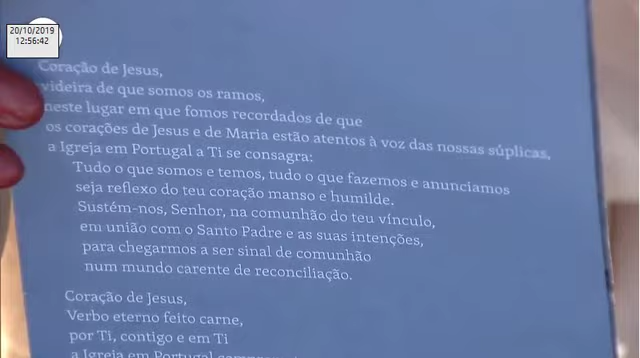 20/10/2019
12:56:42
Coração de Jesus,
videira de que somos os ramos,
neste lugar em que fomos recordados de que
os corações de Jesus e de Maria estão atentos à voz das nossas súplicas,
a Igreja em Portugal a Ti se consagra:
Tudo o que somos e temos, tudo o que fazemos e anunciamos
seja reflexo do teu coração manso e humilde.
Sustém-nos, Senhor, na comunhão do teu vínculo,
em união com o Santo Padre e as suas intenções,
para chegarmos a ser sinal de comunhão
num mundo carente de reconciliação.
Coração de Jesus,
Verbo eterno feito carne,
por Ti, contigo e em Ti
a Igreja em Portugal